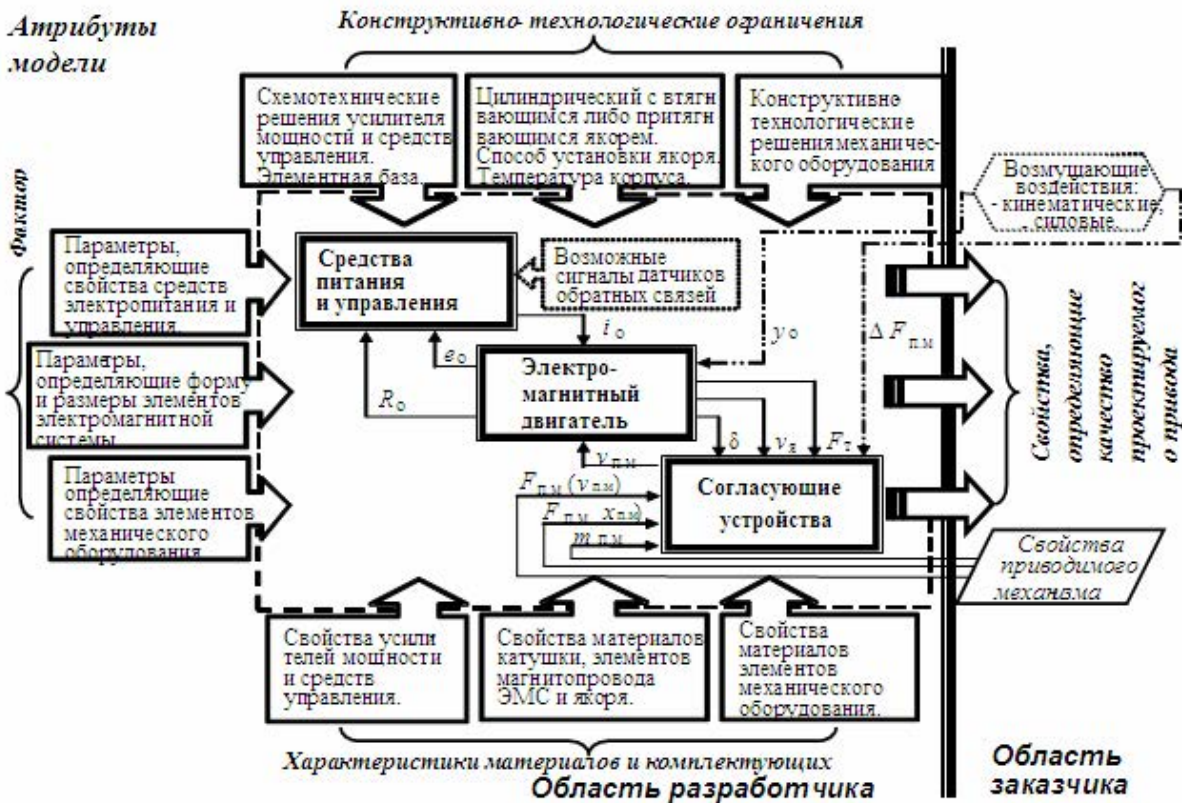 Атрибуты
модели
Конструктивно- технологические ограничения
Схемотехнические
решения усилителя
мощности и средств
управления.
Элементная база.
Цилиндрический с втягн
вающимся либо притягн
вающимся якорем.
Способ установки якоря.
Температура корпуса.
Конструктивно
технологические
решения механичес-
кого оборудования
Возмущающие
воздействия:
- кинематические,
- силовые.
Фактор
Параметры,
определяющие
свойства средств
электропитания и
управления.
Параметры,
определяющие форму
и размеры элементов
электромагнитной
системы
Параметры
определяющие
свойства элементов
механического
оборудования
Средства
питания
и управления
Возможные
сигналы датчиков
обратных связей
i о
e о
R о
y о
Δ F п.м
Электро-
магнитный
двигатель
δ
v я
F т
v п.м
F п.м (v п.м)
F п.м x п.м)
m п.м
Согласующие
устройства
Свойства,
определяющие
качество
проектируемог
о привода
Свойства
приводимого
механизма
Свойства усили
телей мощности
и средств
управления.
Свойства материалов
катушки, элементов
магнитопровода
ЭМС и якоря.
Свойства
материалов
элементов
механического
оборудования.
Характеристики материалов и комплектующих
Область разработчика
Область
заказчика